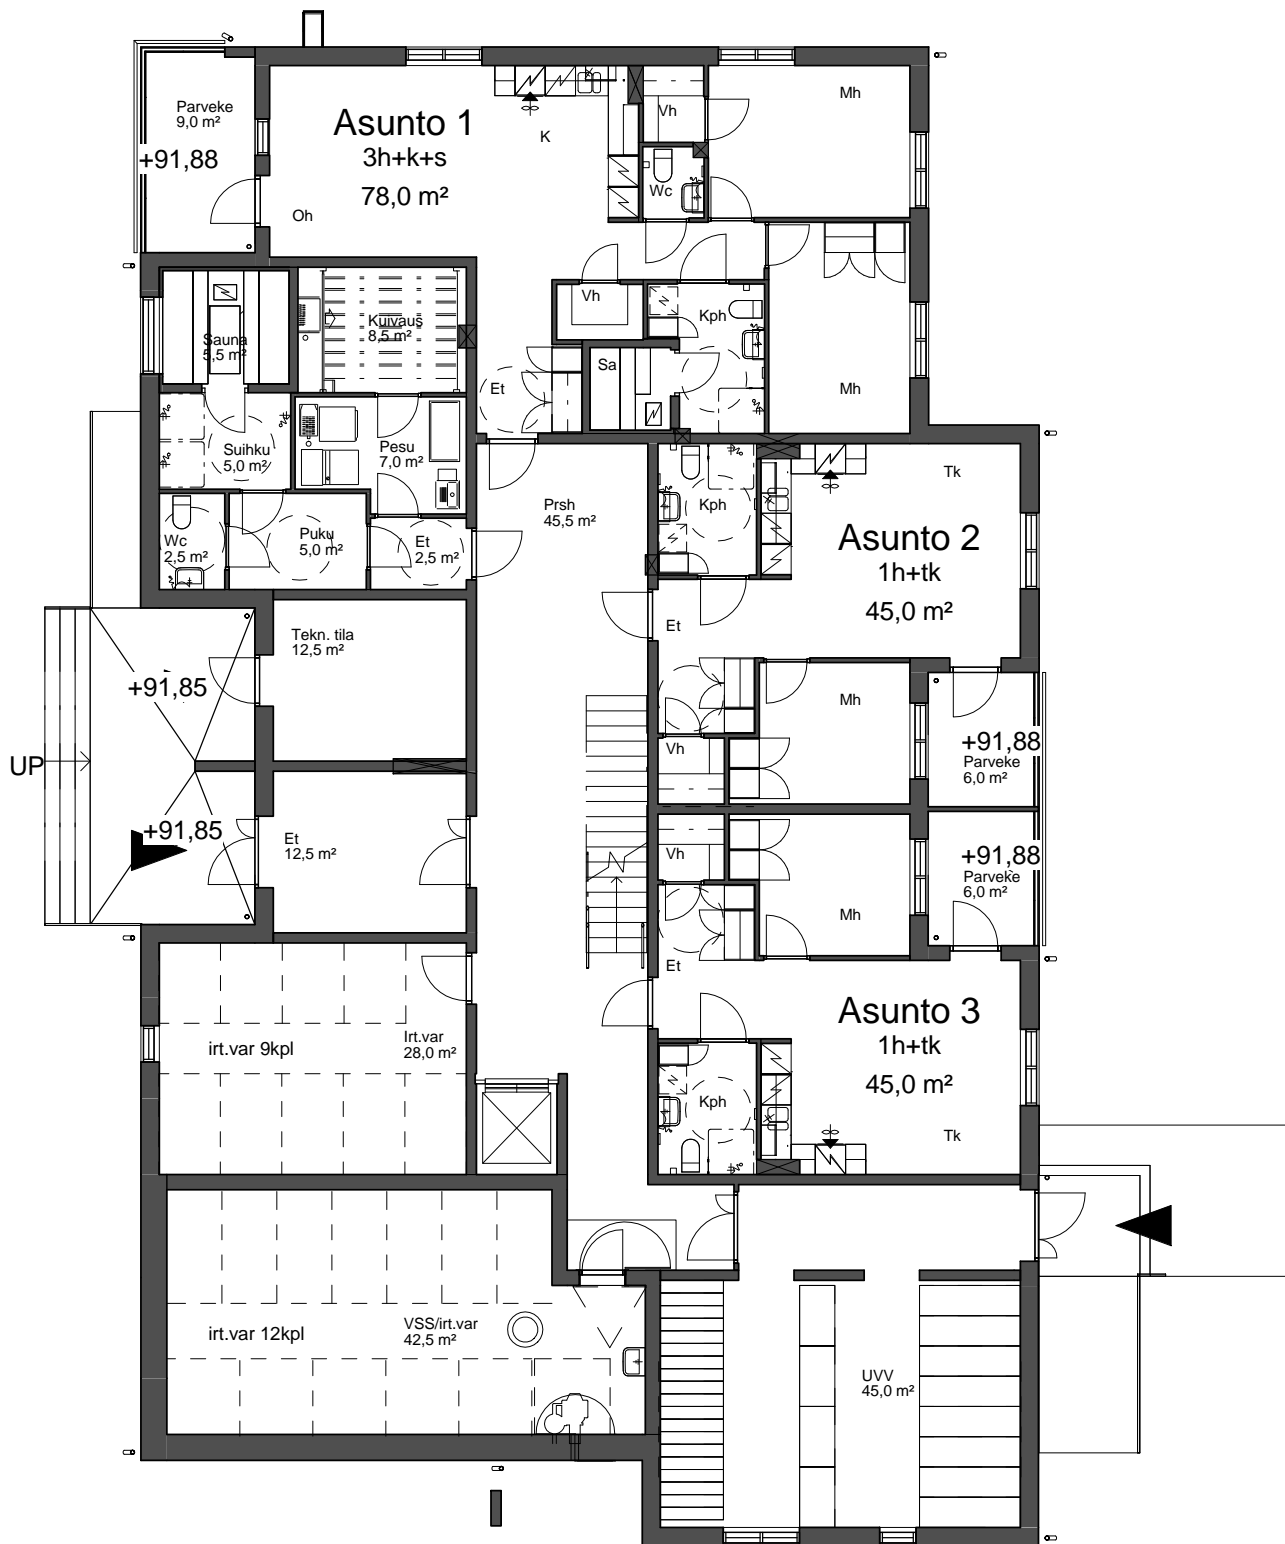 Parveke
9,0 m²
+91,88
Asunto 1
3h+k+s
78,0 m²
Oh
K
Vh
Mh
Wc
Vh
Kph
Sa
Mh
Et
Sauna
5,5 m²
Kuivaus
8,5 m²
Suihku
5,0 m²
Pesu
7,0 m²
Wc
2,5 m²
Puku
5,0 m²
Et
2,5 m²
Prsh
45,5 m²
Kph
Tk
Asunto 2
1h+tk
45,0 m²
Et
Mh
Vh
+91,88
Parveke
6,0 m²
Tekn. tila
12,5 m²
+91,85
UP
+91,85
Et
12,5 m²
Vh
Mh
+91,88
Parveke
6,0 m²
Et
Asunto 3
1h+tk
45,0 m²
Kph
Tk
irt.var 9kpl
Irt.var
28,0 m²
irt.var 12kpl
VSS/irt.var
42,5 m²
UVV
45,0 m²